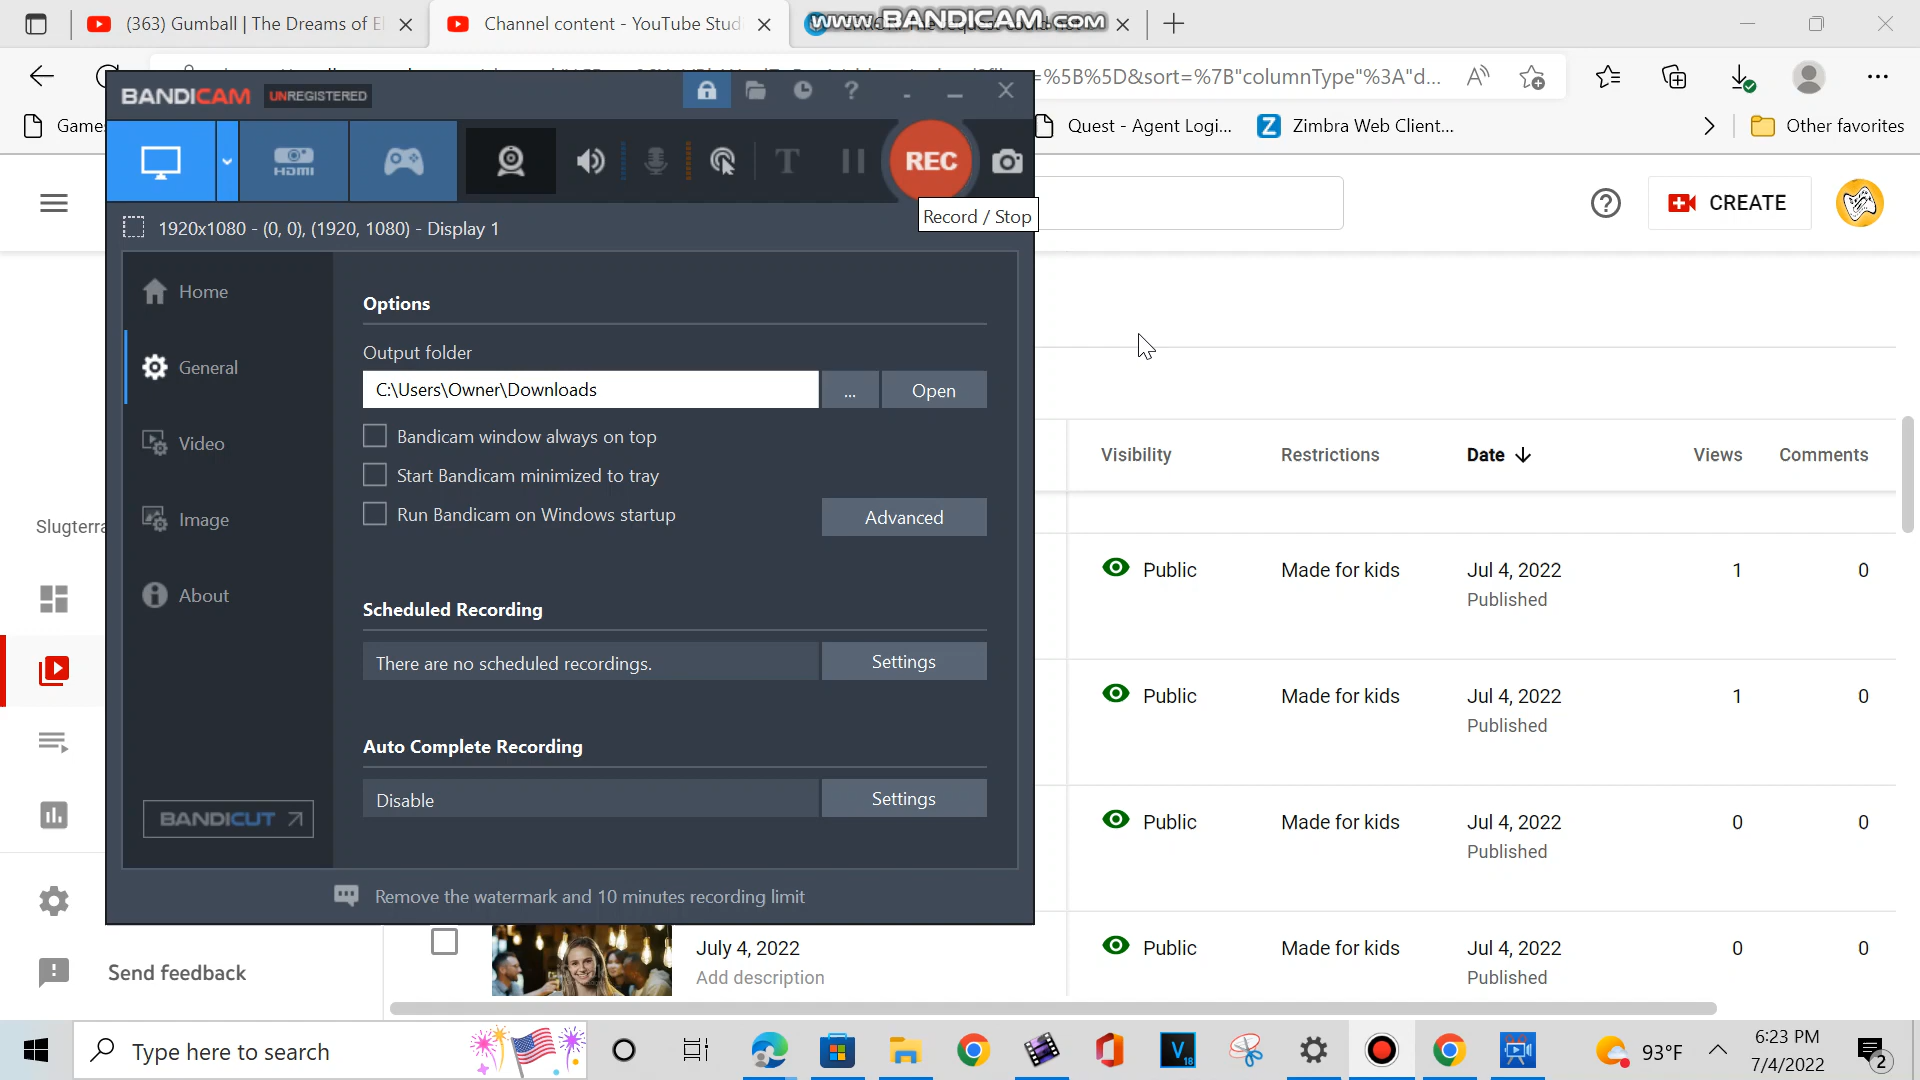 (363) Gumball | The Dreams of El
Channel content - YouTube Studi
www.BANDICAM.com
=%5B%5D&sort=%7B"columnType"%3A"d...
Game
Quest - Agent Logi...
Zimbra Web Client...
Other favorites
BANDICAM UNREGISTERED
HDMI
T
REC
Record / Stop
CREATE
1920x1080 - (0, 0), (1920, 1080) - Display 1
Home
General
Video
Image
About
BANDICUT
Options
Output folder
C:\Users\Owner\Downloads
...
Open
Bandicam window always on top
Start Bandicam minimized to tray
Run Bandicam on Windows startup
Advanced
Scheduled Recording
There are no scheduled recordings.
Settings
Auto Complete Recording
Disable
Settings
Remove the watermark and 10 minutes recording limit
Slugterra
Send feedback
Visibility Restrictions Date Views Comments
Public Made for kids Jul 4, 2022 1 0
Published
Public Made for kids Jul 4, 2022 1 0
Published
Public Made for kids Jul 4, 2022 0 0
Published
July 4, 2022
Add description
Public Made for kids Jul 4, 2022 0 0
Published
Type here to search
V
18
93°F
6:23 PM
7/4/2022
2